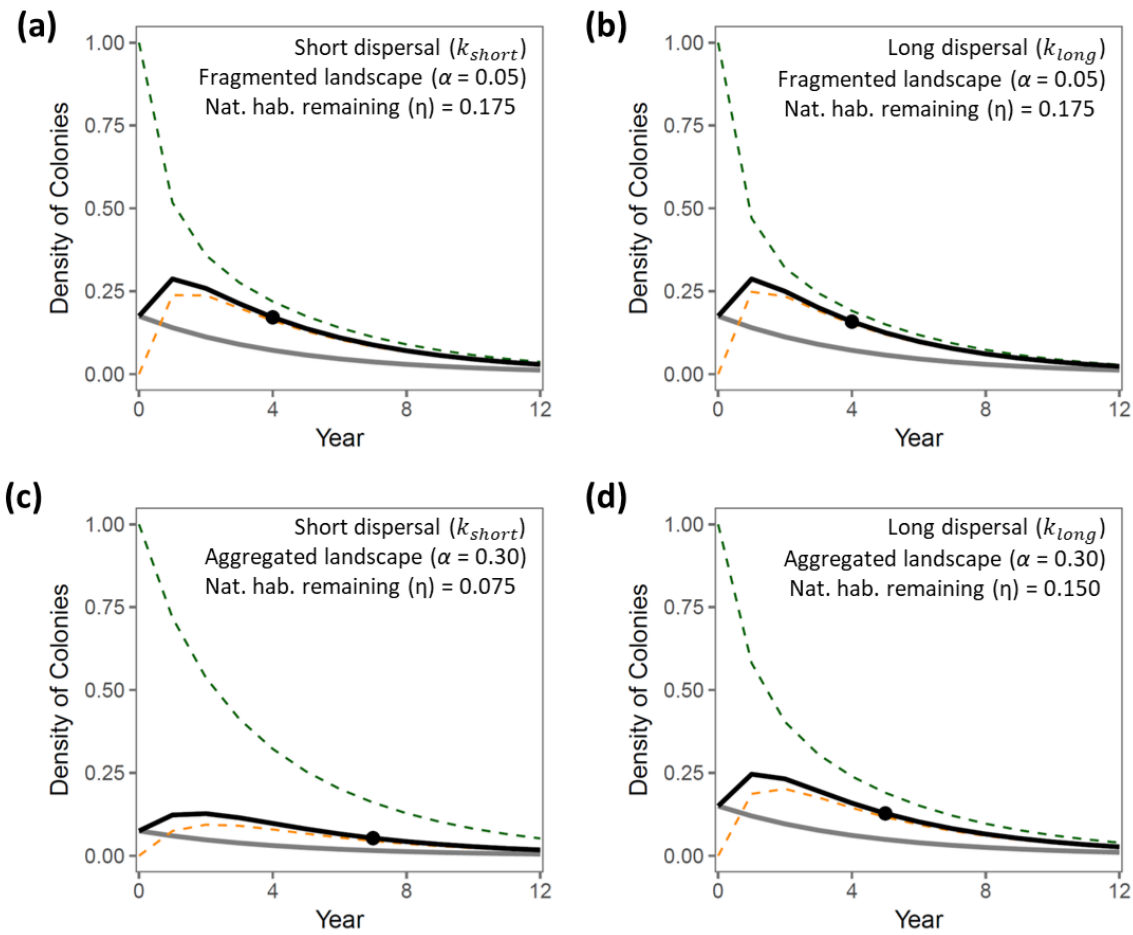 (a)
Short dispersal (k_short)
Fragmented landscape (α = 0.05)
Nat. hab. remaining (η) = 0.175
1.00
0.75
0.50
0.25
0.00
Density of Colonies
0 4 8 12
Year
(b)
Long dispersal (k_long)
Fragmented landscape (α = 0.05)
Nat. hab. remaining (η) = 0.175
1.00
0.75
0.50
0.25
0.00
Density of Colonies
0 4 8 12
Year
(c)
Short dispersal (k_short)
Aggregated landscape (α = 0.30)
Nat. hab. remaining (η) = 0.075
1.00
0.75
0.50
0.25
0.00
Density of Colonies
0 4 8 12
Year
(d)
Long dispersal (k_long)
Aggregated landscape (α = 0.30)
Nat. hab. remaining (η) = 0.150
1.00
0.75
0.50
0.25
0.00
Density of Colonies
0 4 8 12
Year